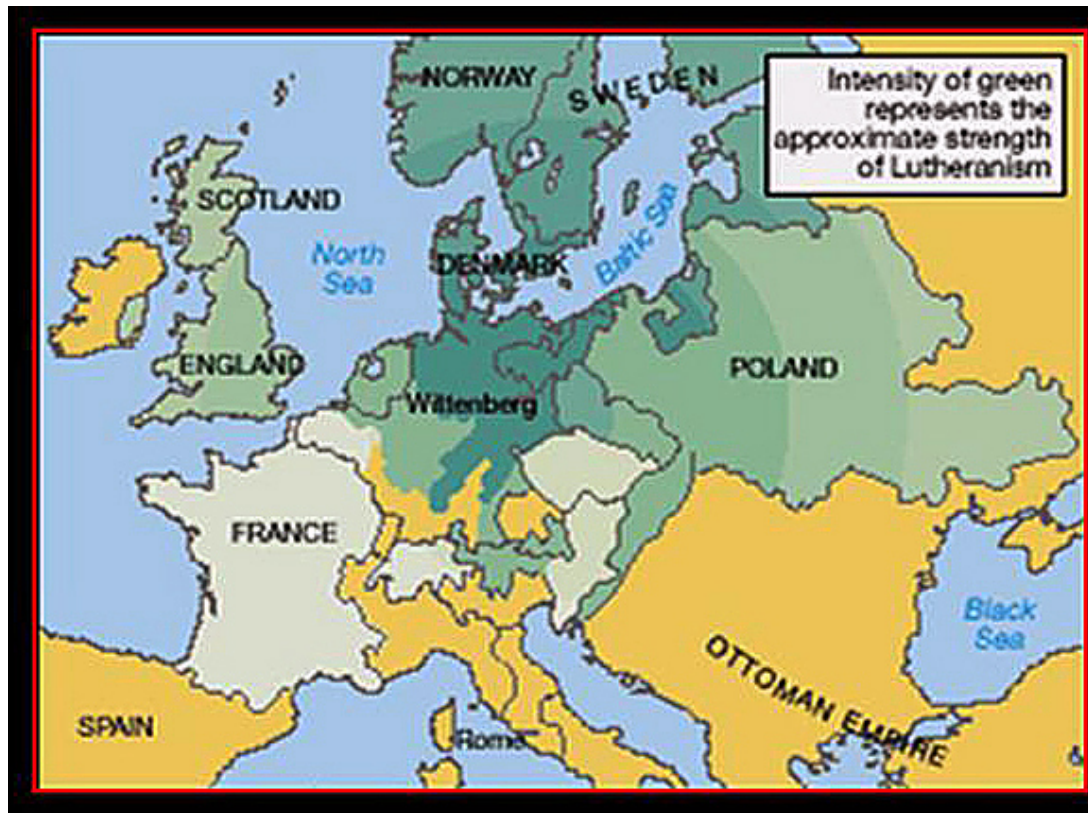 NORWAY
SWEDEN
Intensity of green
represents the
approximate strength
of Lutheranism
SCOTLAND
North
Sea
DENMARK
Baltic Sea
ENGLAND
Wittenberg
POLAND
FRANCE
Black
Sea
OTTOMAN EMPIRE
SPAIN
Rome